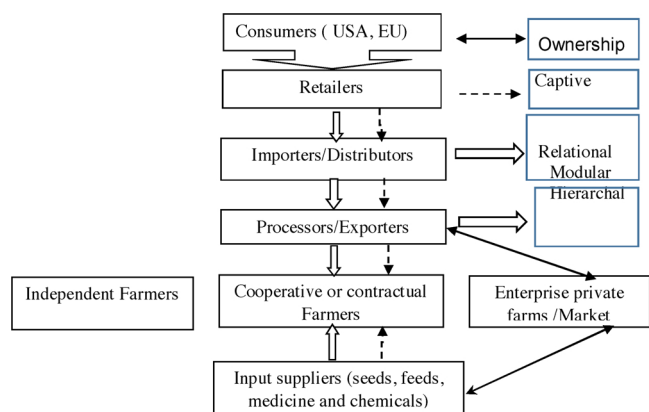 Consumers ( USA, EU)
Ownership
Retailers
Captive
Importers/Distributors
Relational
Modular
Hierarchal
Processors/Exporters
Independent Farmers
Cooperative or contractual
Farmers
Enterprise private
farms /Market
Input suppliers (seeds, feeds,
medicine and chemicals)